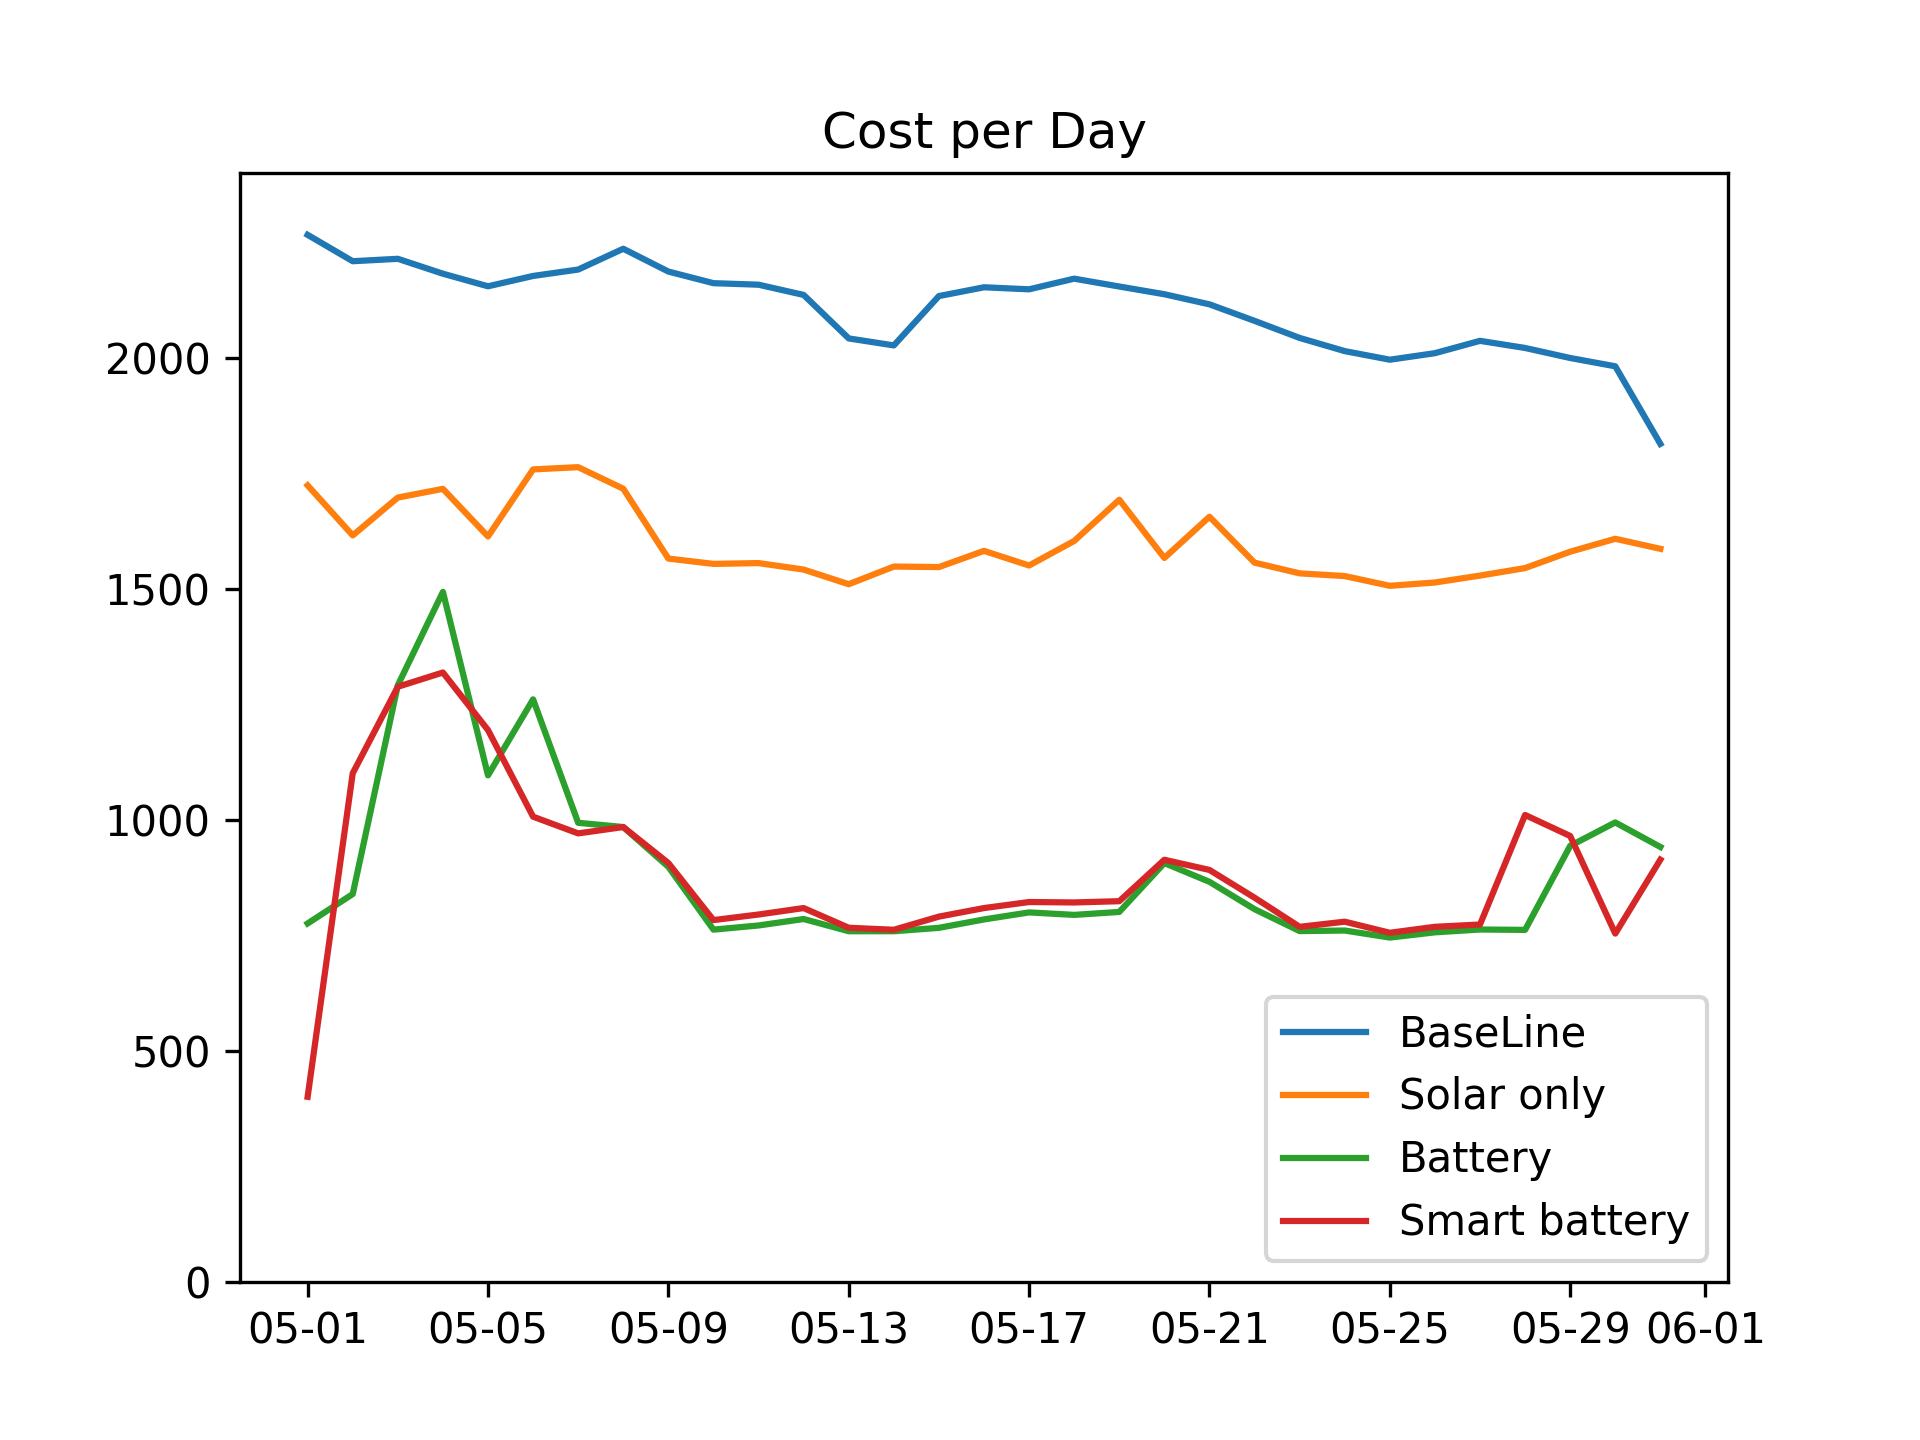 Cost per Day
2000
1500
1000
500
0
05-01 05-05 05-09 05-13 05-17 05-21 05-25 05-29 06-01
BaseLine
Solar only
Battery
Smart battery